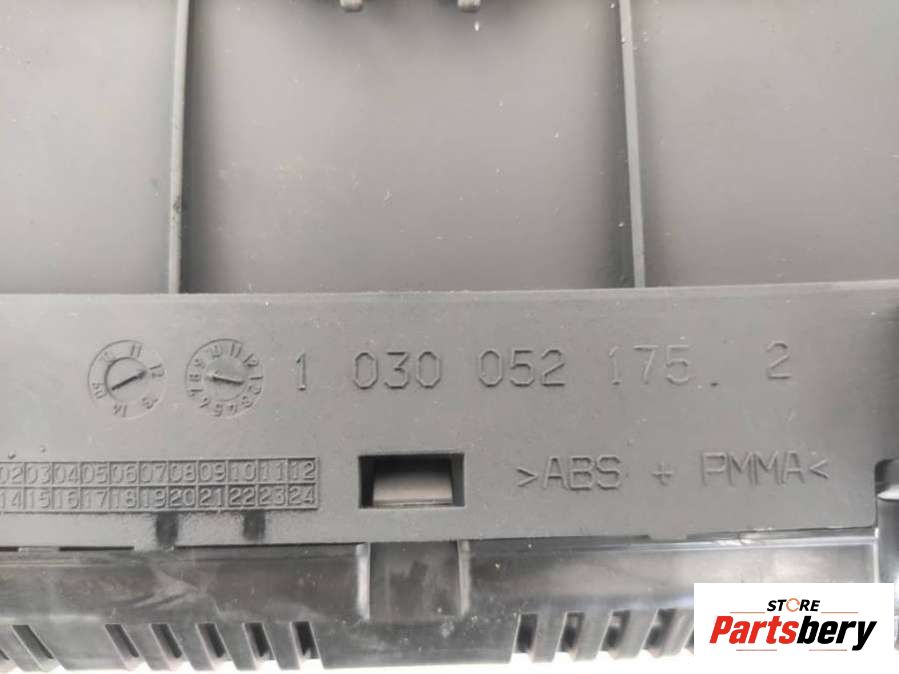 1 030 052 175. 2
02 03 04 05 06 07 08 09 10 11 12
14 15 16 17 18 19 20 21 22 23 24
>ABS + PMMA<
STORE
Partsbery